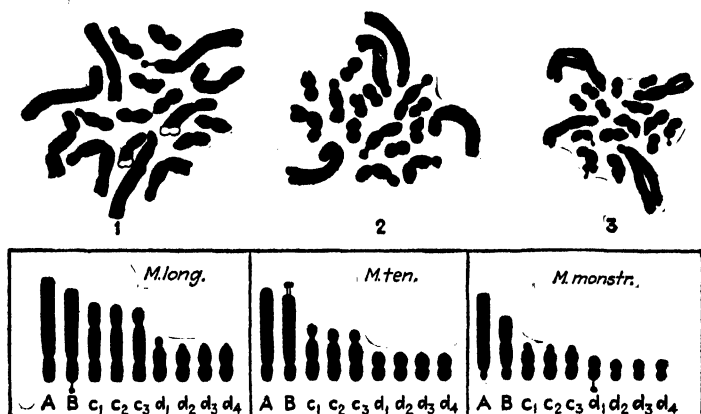 1 2 3
M.long. M.ten. M.monstr.
A B c1 c2 c3 d1 d2 d3 d4 A B c1 c2 c3 d1 d2 d3 d4 A B c1 c2 c3 d1 d2 d3 d4